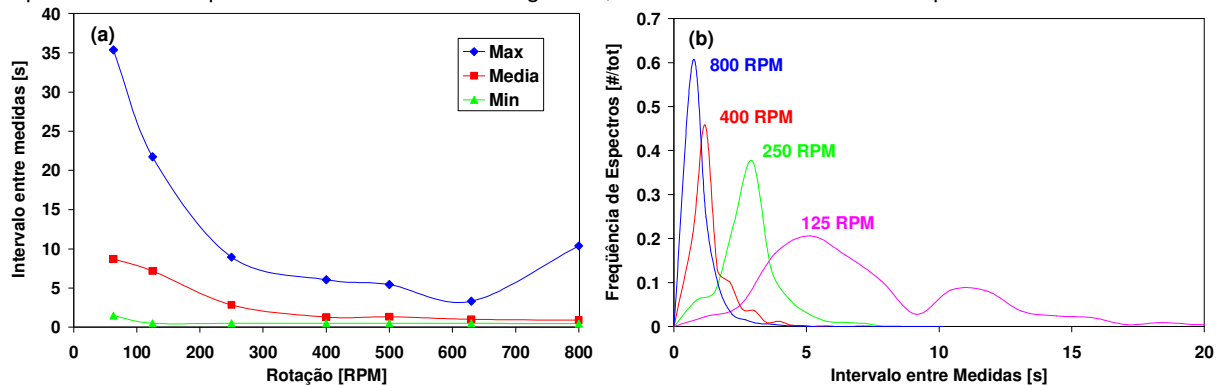 (a)
Intervalo entre medidas [s]
40
35
30
25
20
15
10
5
0
Max
Media
Min
0 100 200 300 400 500 600 700 800
Rotação [RPM]
(b)
Freqüência de Espectros [#/tot]
0.7
0.6
0.5
0.4
0.3
0.2
0.1
0
800 RPM
400 RPM
250 RPM
125 RPM
0 5 10 15 20
Intervalo entre Medidas [s]